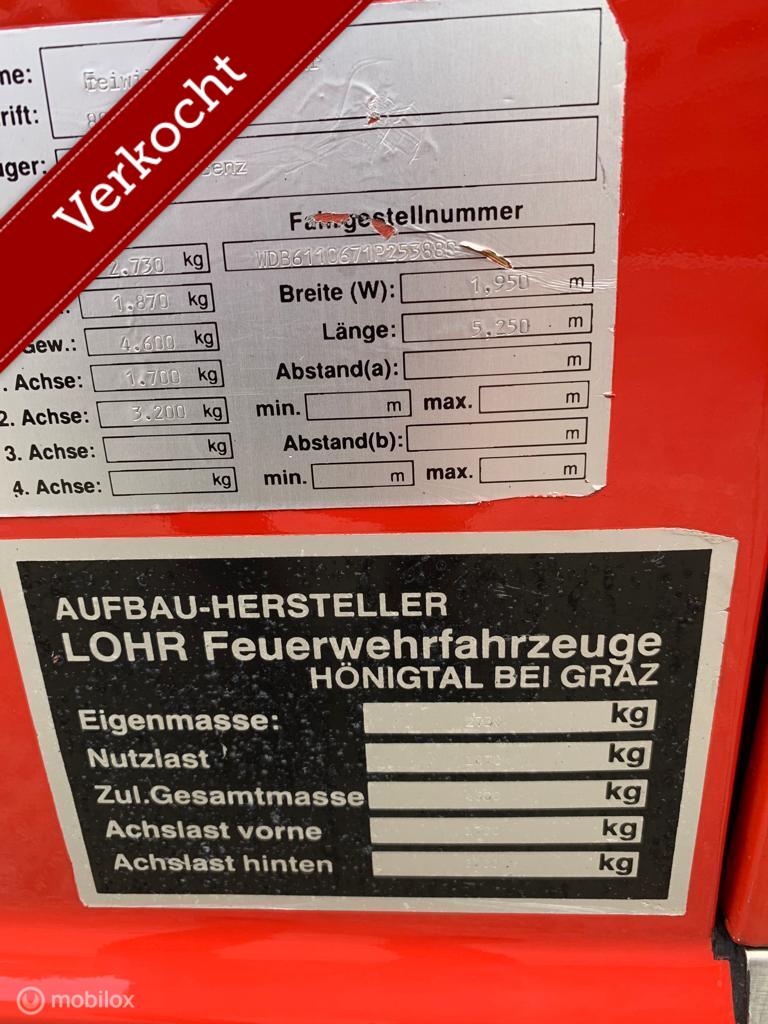 Verkocht
me:
rift:
uger:
Benz
Fahrgestellnummer
2.730 kg
1.870 kg
Breite (W): 1,950 m
Gew.: 4.600 kg
Länge: 5,250 m
. Achse: 1.700 kg
Abstand(a): m
2. Achse: 3.200 kg
min. m max. m
3. Achse: kg
Abstand(b): m
4. Achse: kg
min. m max. m
AUFBAU-HERSTELLER
LOHR Feuerwehrfahrzeuge
HÖNIGTAL BEI GRAZ
Eigenmasse: kg
Nutzlast kg
Zul.Gesamtmasse kg
Achslast vorne kg
Achslast hinten kg
mobilox